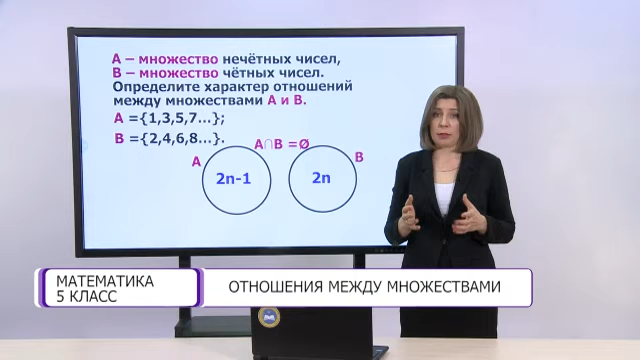 A – множество нечётных чисел,
B – множество чётных чисел.
Определите характер отношений
между множествами A и B.
A ={1,3,5,7...};
B ={2,4,6,8...}.
A∩B =Ø
A
B
2n-1
2n
МАТЕМАТИКА
5 КЛАСС
ОТНОШЕНИЯ МЕЖДУ МНОЖЕСТВАМИ